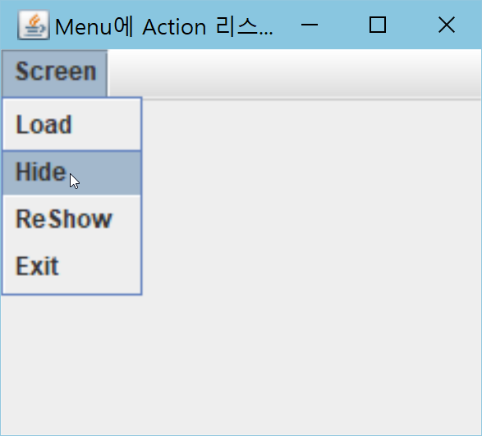 Menu에 Action 리스...
Screen
Load
Hide
ReShow
Exit